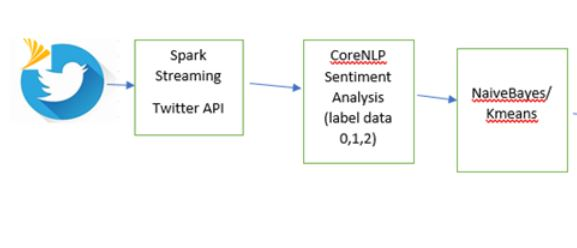 Spark
Streaming
Twitter API
CoreNLP
Sentiment
Analysis
(label data
0,1,2)
NaiveBayes/
Kmeans